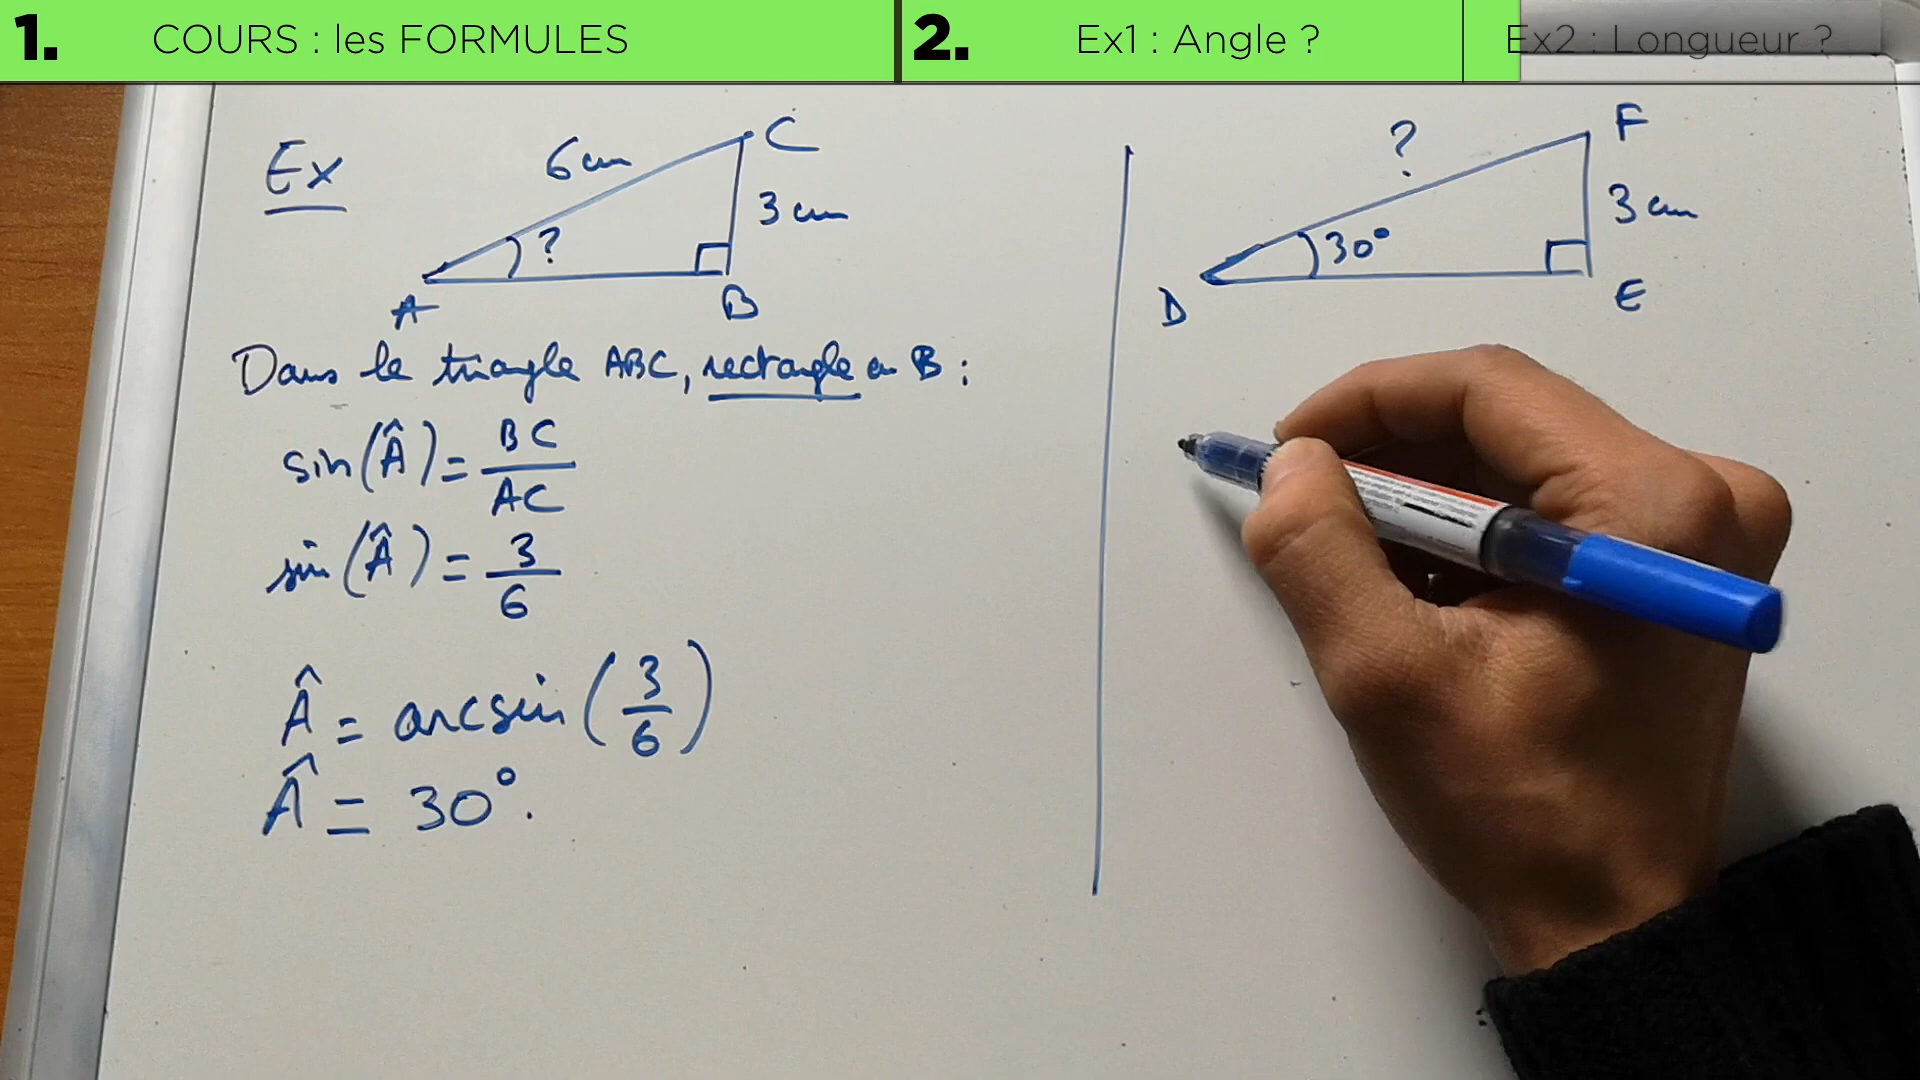 1. COURS : les FORMULES
2. Ex1 : Angle ?
Ex2 : Longueur ?
Ex
6 cm
C
3 cm
?
A
B
Dans le triangle ABC, rectangle en B :
sin(Â) = BC/AC
sin(Â) = 3/6
Â = arcsin(3/6)
Â = 30°.
?
F
3 cm
30°
D
E